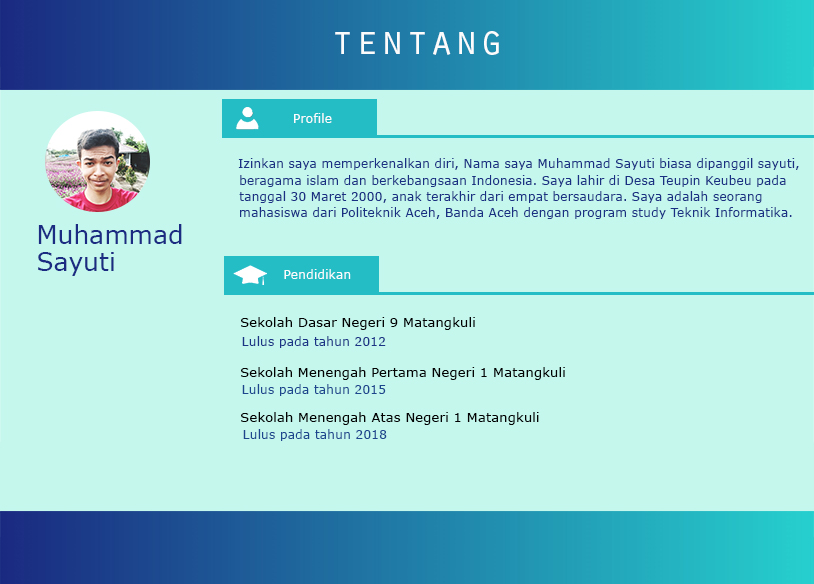 TENTANG
Muhammad
Sayuti
Profile
Izinkan saya memperkenalkan diri, Nama saya Muhammad Sayuti biasa dipanggil sayuti,
beragama islam dan berkebangsaan Indonesia. Saya lahir di Desa Teupin Keubeu pada
tanggal 30 Maret 2000, anak terakhir dari empat bersaudara. Saya adalah seorang
mahasiswa dari Politeknik Aceh, Banda Aceh dengan program study Teknik Informatika.
Pendidikan
Sekolah Dasar Negeri 9 Matangkuli
Lulus pada tahun 2012
Sekolah Menengah Pertama Negeri 1 Matangkuli
Lulus pada tahun 2015
Sekolah Menengah Atas Negeri 1 Matangkuli
Lulus pada tahun 2018